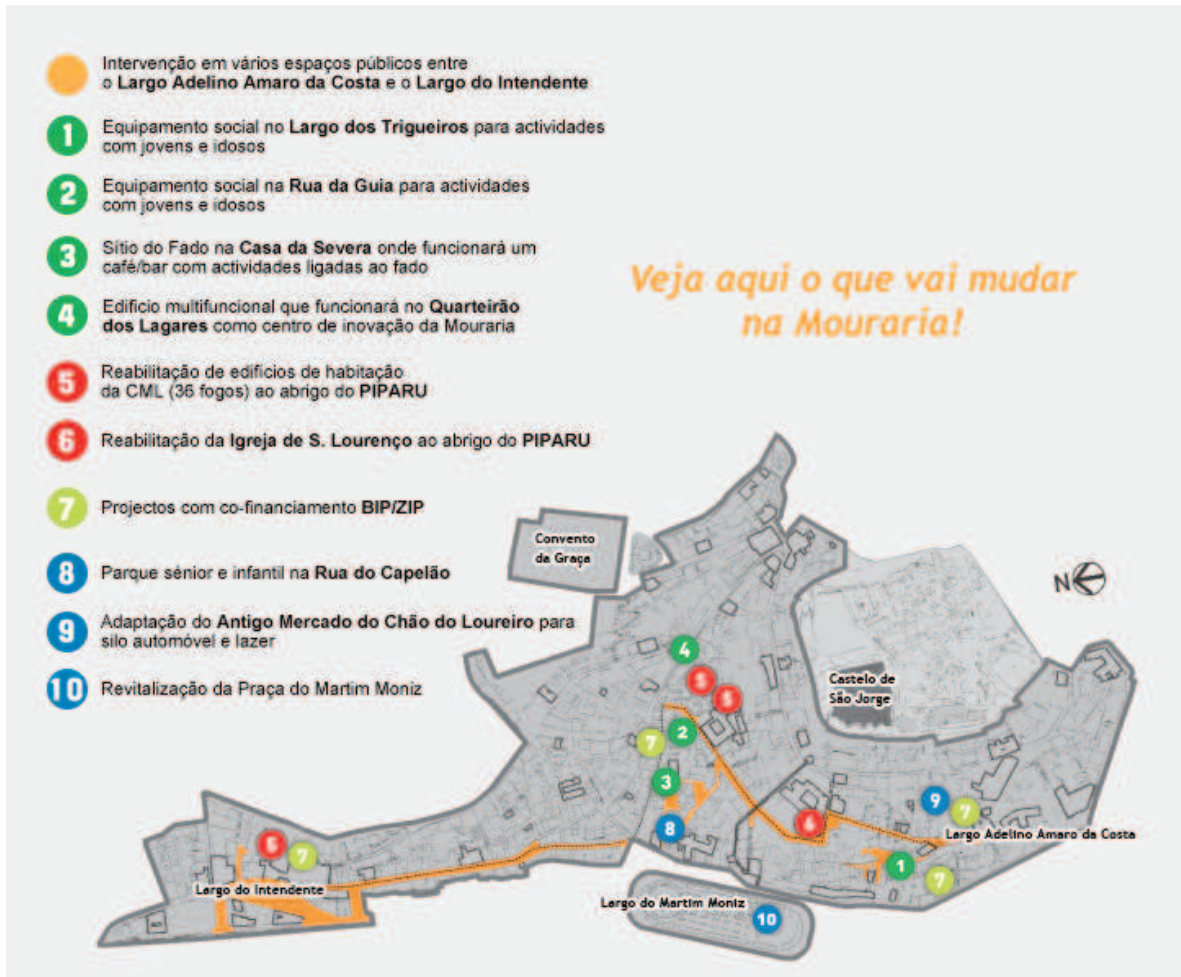 Intervenção em vários espaços públicos entre
o Largo Adelino Amaro da Costa e o Largo do Intendente
1 Equipamento social no Largo dos Trigueiros para actividades
com jovens e idosos
2 Equipamento social na Rua da Guia para actividades
com jovens e idosos
3 Sítio do Fado na Casa da Severa onde funcionará um
café/bar com actividades ligadas ao fado
4 Edificio multifuncional que funcionará no Quarteirão
dos Lagares como centro de inovação da Mouraria
5 Reabilitação de edifícios de habitação
da CML (36 fogos) ao abrigo do PIPARU
6 Reabilitação da Igreja de S. Lourenço ao abrigo do PIPARU
7 Projectos com co-financiamento BIP/ZIP
8 Parque sénior e infantil na Rua do Capelão
9 Adaptação do Antigo Mercado do Chão do Loureiro para
silo automóvel e lazer
10 Revitalização da Praça do Martim Moniz
Veja aqui o que vai mudar
na Mouraria!
Convento
da Graça
N
4
5
5
Castelo de
São Jorge
2
7
3
8
9
7
Largo Adelino Amaro da Costa
7
Largo do Intendente
1
7
Largo do Martim Moniz
10